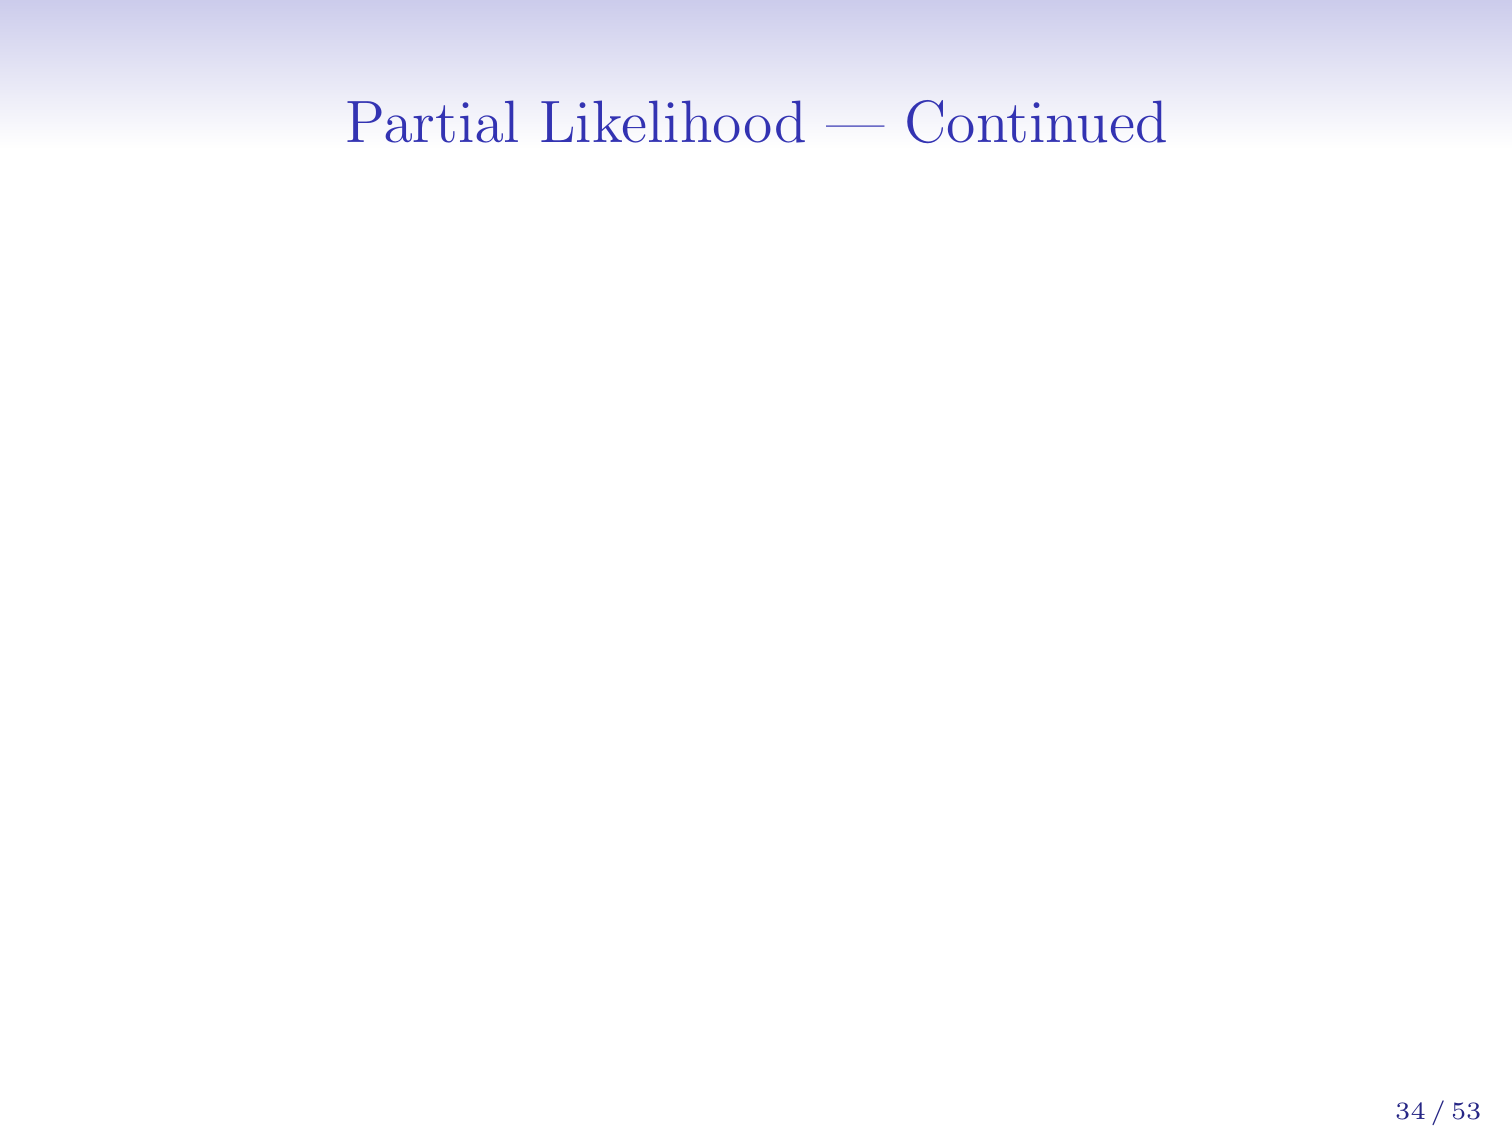 Partial Likelihood — Continued
34 / 53